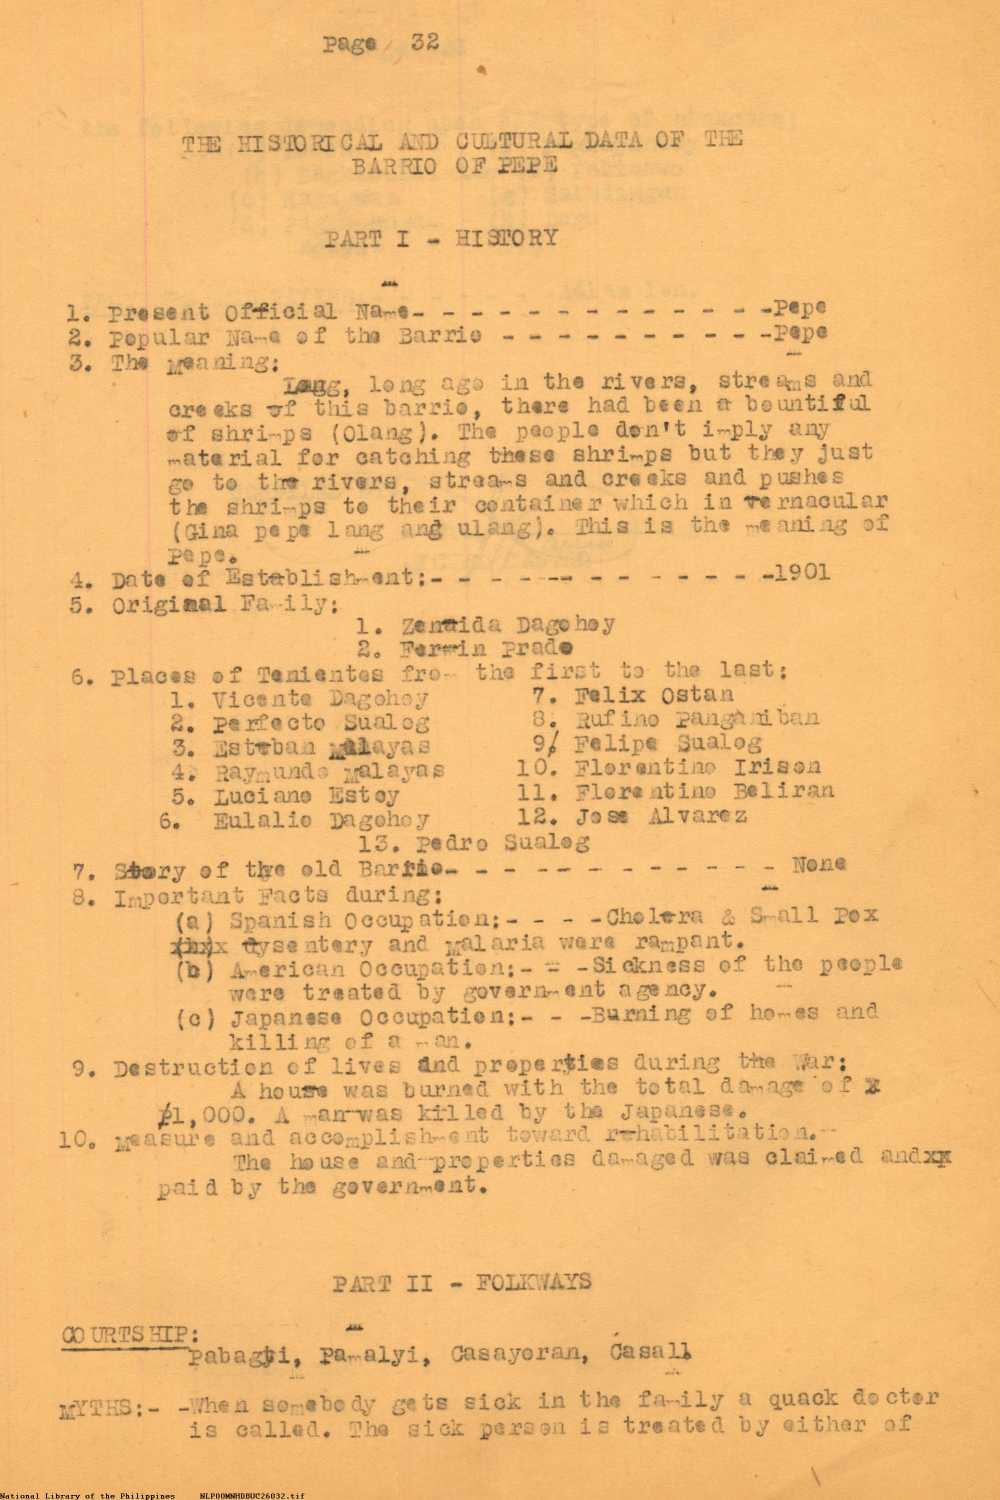 Page 32
THE HISTORICAL AND CULTURAL DATA OF THE
BARRIO OF PEPE
PART I - HISTORY
1. Present Official Name- - - - - - - - - - - - - -Pepe
2. Popular Name of the Barrio - - - - - - - - - - -Pepe
3. The Meaning:
Long, long ago in the rivers, streams and
creeks of this barrio, there had been a bountiful
of shrimps (Olang). The people don't imply any
material for catching these shrimps but they just
go to the rivers, streams and creeks and pushes
the shrimps to their container which in vernacular
(Gina pepe lang ang ulang). This is the meaning of
Pepe.
4. Date of Establishment:- - - - - - - - - - - - - -1901
5. Original Family:
1. Zenaida Dagohoy
2. Fermin Prado
6. Places of Tenientes from the first to the last:
1. Vicente Dagohoy 7. Felix Ostan
2. Perfecto Sualog 8. Rufino Panganiban
3. Esteban Malayas 9/ Felipe Sualog
4. Raymundo Malayas 10. Florentino Irison
5. Luciano Estoy 11. Florentino Beliran
6. Eulalio Dagohoy 12. Jose Alvarez
13. Pedro Sualog
7. Story of the old Barrio- - - - - - - - - - - - - None
8. Important Facts during:
(a) Spanish Occupation:- - - -Cholera & Small Pox
dysentery and Malaria were rampant.
(b) American Occupation:- - -Sickness of the people
were treated by government agency.
(c) Japanese Occupation:- - -Burning of homes and
killing of a man.
9. Destruction of lives and properties during the War:
A house was burned with the total damage of x
₱1,000. A man was killed by the Japanese.
10. Measure and accomplishment toward rehabilitation.-
The house and properties damaged was claimed andxx
paid by the government.
PART II - FOLKWAYS
COURTSHIP:
Pabagti, Pamalyi, Casayoran, Casall
MYTHS:- -When somebody gets sick in the family a quack doctor
is called. The sick person is treated by either of
National Library of the Philippines NLPOOMNHDBUC26032.tif